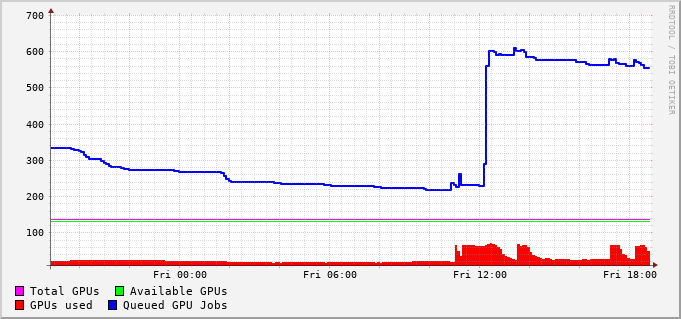 700
600
500
400
300
200
100
Fri 00:00 Fri 06:00 Fri 12:00 Fri 18:00
Total GPUs Available GPUs
GPUs used Queued GPU Jobs
RRDTOOL / TOBI OETIKER